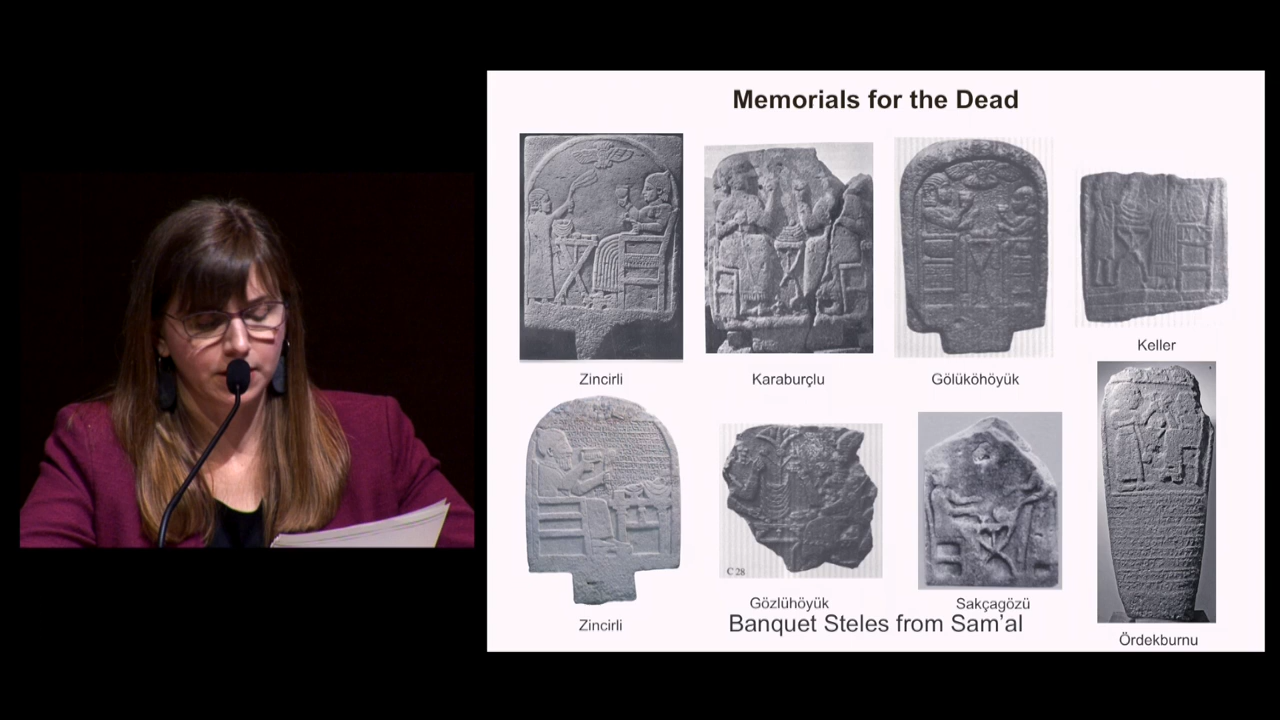 Memorials for the Dead
Zincirli
Karaburçlu
Gölüköhöyük
Keller
C 28
Zincirli
Gözlühöyük
Sakçagözü
Banquet Steles from Sam'al
Ördekburnu